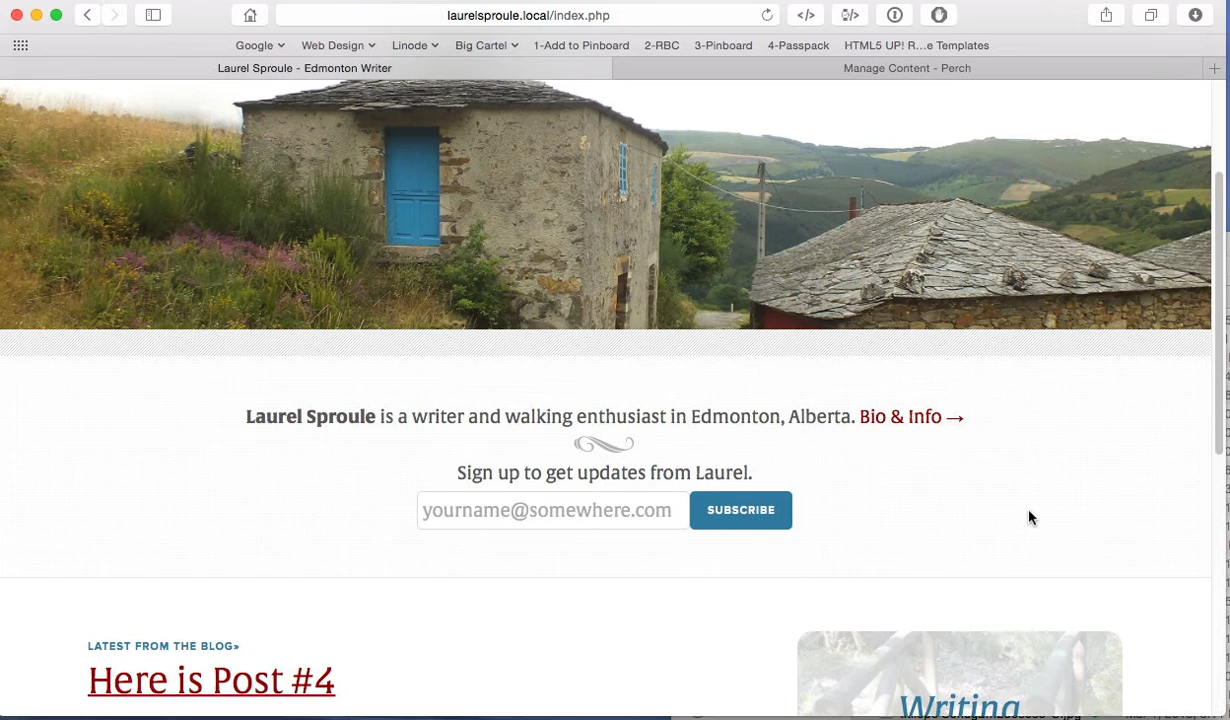 laurelsproule.local/index.php
Google Web Design Linode Big Cartel 1-Add to Pinboard 2-RBC 3-Pinboard 4-Passpack HTML5 UP! R...e Templates
Laurel Sproule - Edmonton Writer Manage Content - Perch
Laurel Sproule is a writer and walking enthusiast in Edmonton, Alberta. Bio & Info →
Sign up to get updates from Laurel.
yourname@somewhere.com SUBSCRIBE
LATEST FROM THE BLOG»
Here is Post #4
Writing